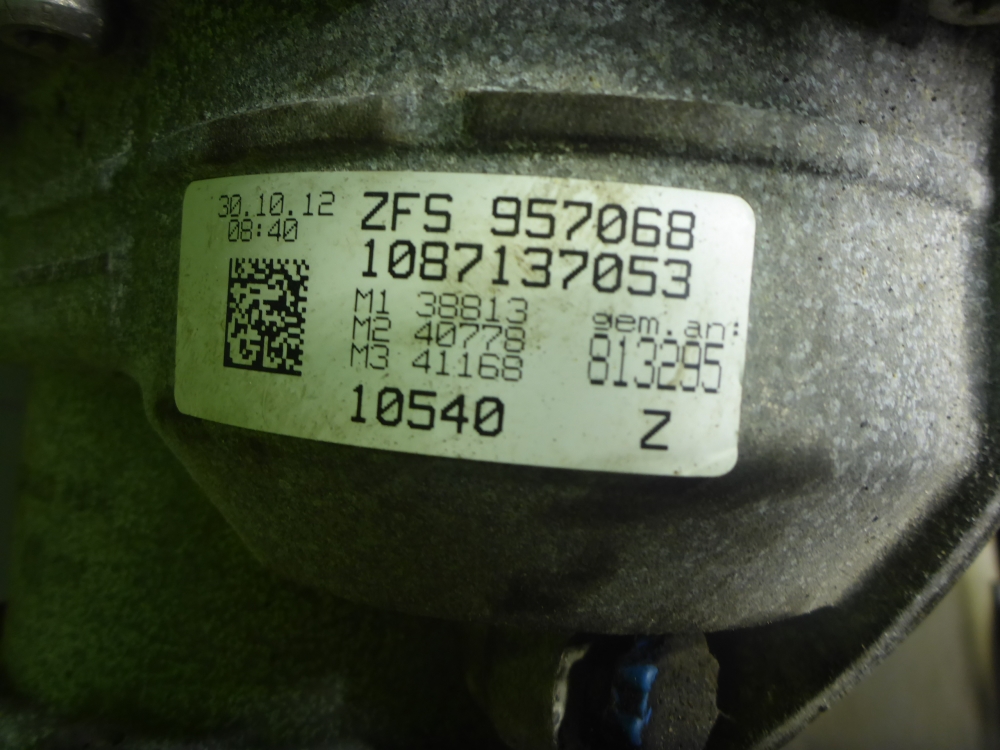 30.10.12 ZFS 957068
08:40 1087137053
M1 38813 gem.an:
M2 40778 813295
M3 41168
10540 Z